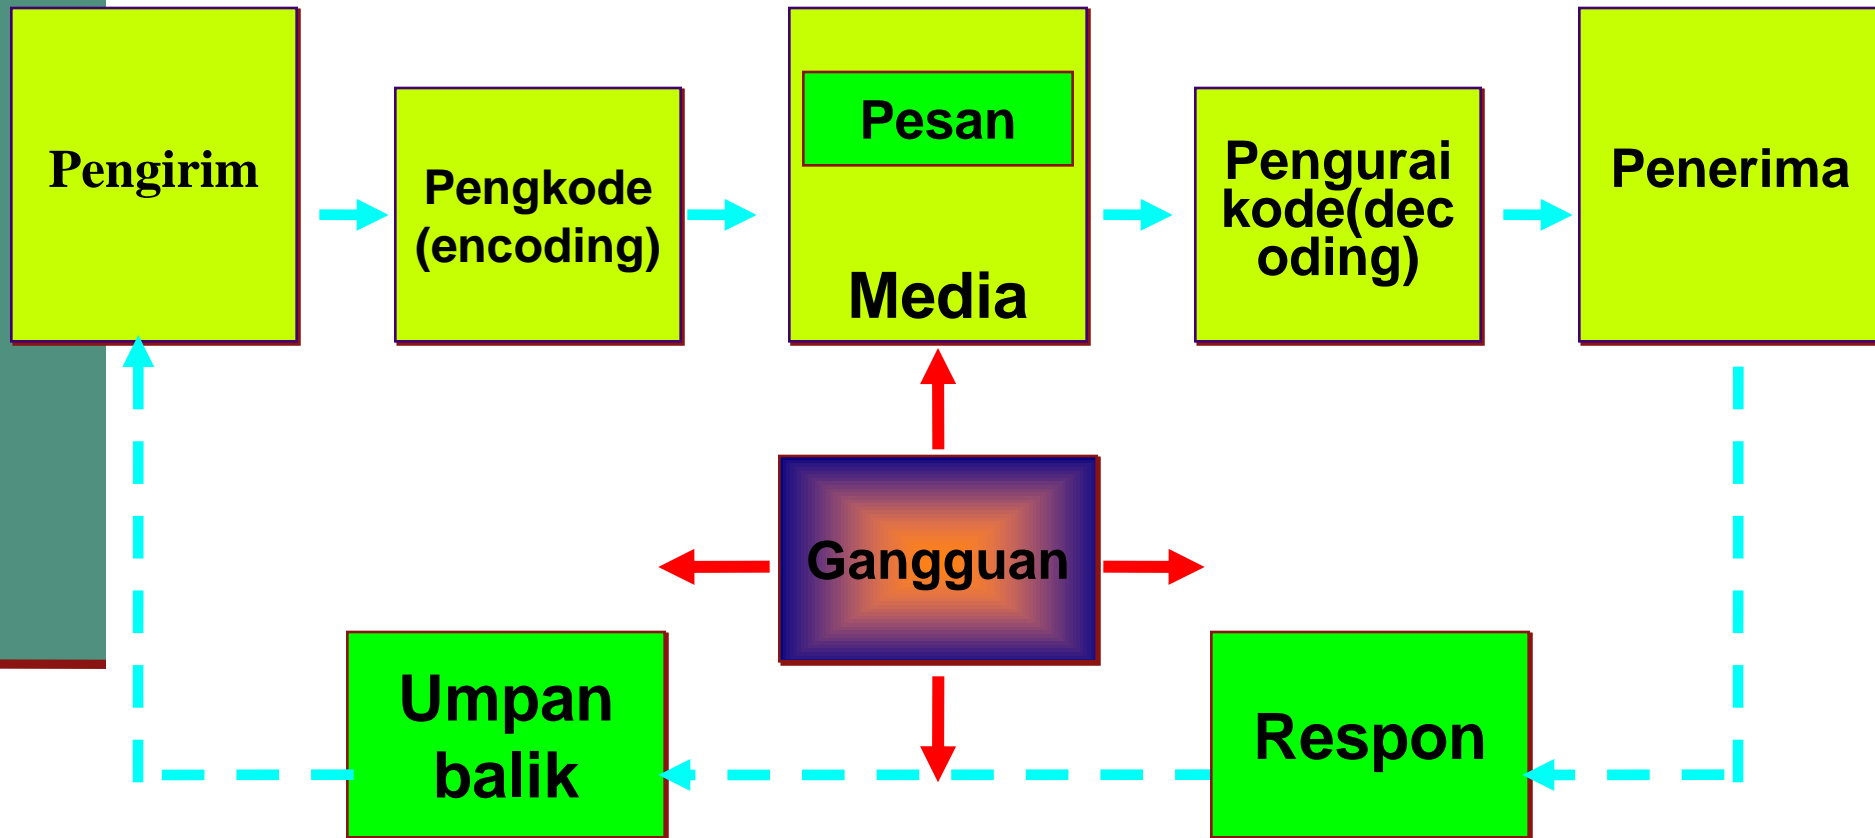 Pengirim
Pengkode
(encoding)
Pesan
Media
Pengurai
kode(dec
oding)
Penerima
Gangguan
Umpan
balik
Respon